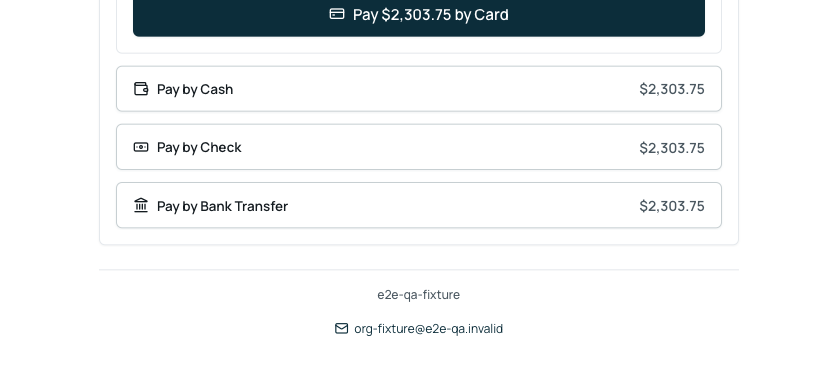 Pay $2,303.75 by Card
Pay by Cash $2,303.75
Pay by Check $2,303.75
Pay by Bank Transfer $2,303.75
e2e-qa-fixture
org-fixture@e2e-qa.invalid